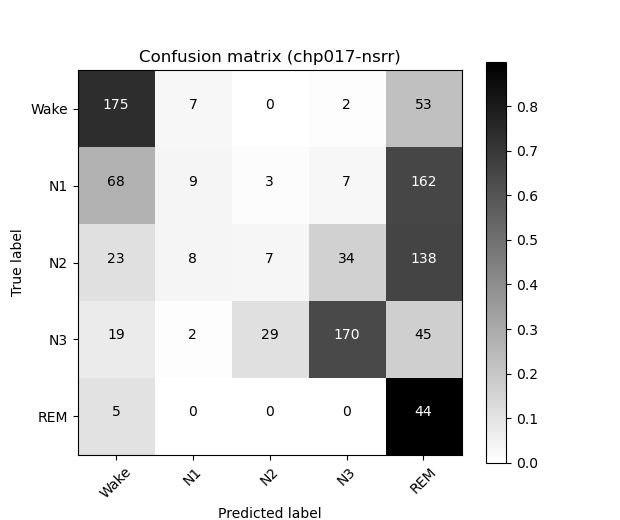 Confusion matrix (chp017-nsrr)
Wake 175 7 0 2 53
N1 68 9 3 7 162
N2 23 8 7 34 138
N3 19 2 29 170 45
REM 5 0 0 0 44
Wake N1 N2 N3 REM
Predicted label
True label
0.8
0.7
0.6
0.5
0.4
0.3
0.2
0.1
0.0